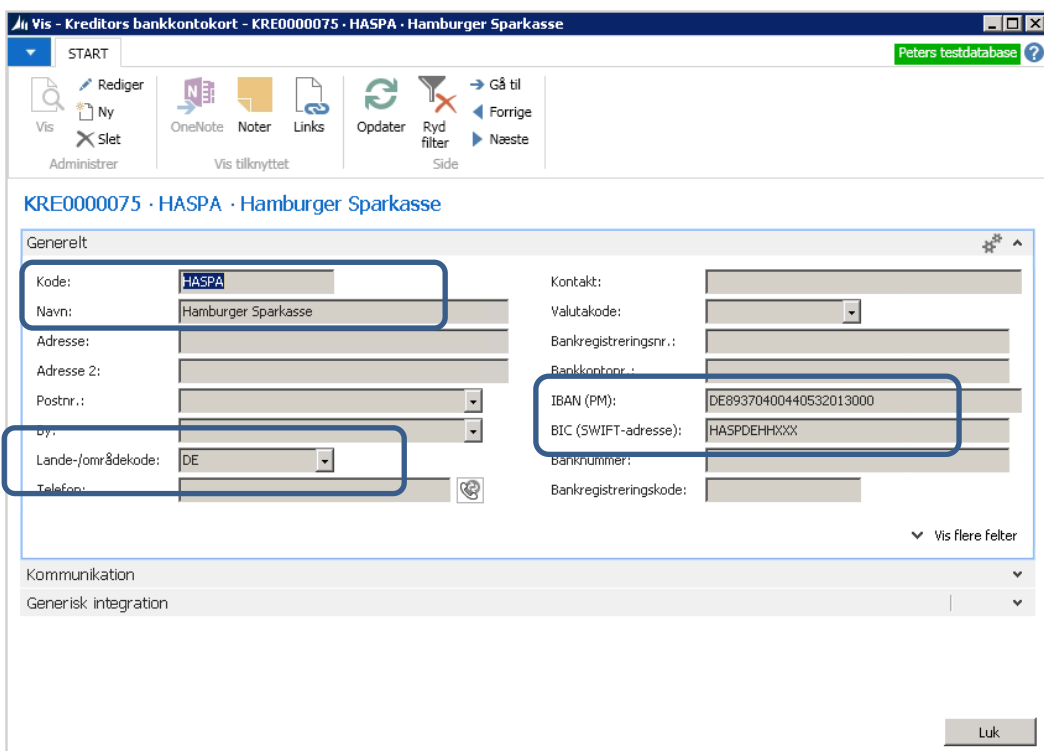 Vis - Kreditors bankkontokort - KRE0000075 · HASPA · Hamburger Sparkasse
START
Peters testdatabase
Vis
Rediger
Ny
Slet
Administrer
OneNote
Noter
Links
Vis tilknyttet
Opdater
Ryd
filter
Gå til
Forrige
Næste
Side
KRE0000075 · HASPA · Hamburger Sparkasse
Generelt
Kode: HASPA
Navn: Hamburger Sparkasse
Adresse:
Adresse 2:
Postnr.:
By:
Lande-/områdekode: DE
Telefon:
Kontakt:
Valutakode:
Bankregistreringsnr.:
Bankkontonr.:
IBAN (PM): DE89370400440532013000
BIC (SWIFT-adresse): HASPDEHHXXX
Banknummer:
Bankregistreringskode:
Vis flere felter
Kommunikation
Generisk integration
Luk